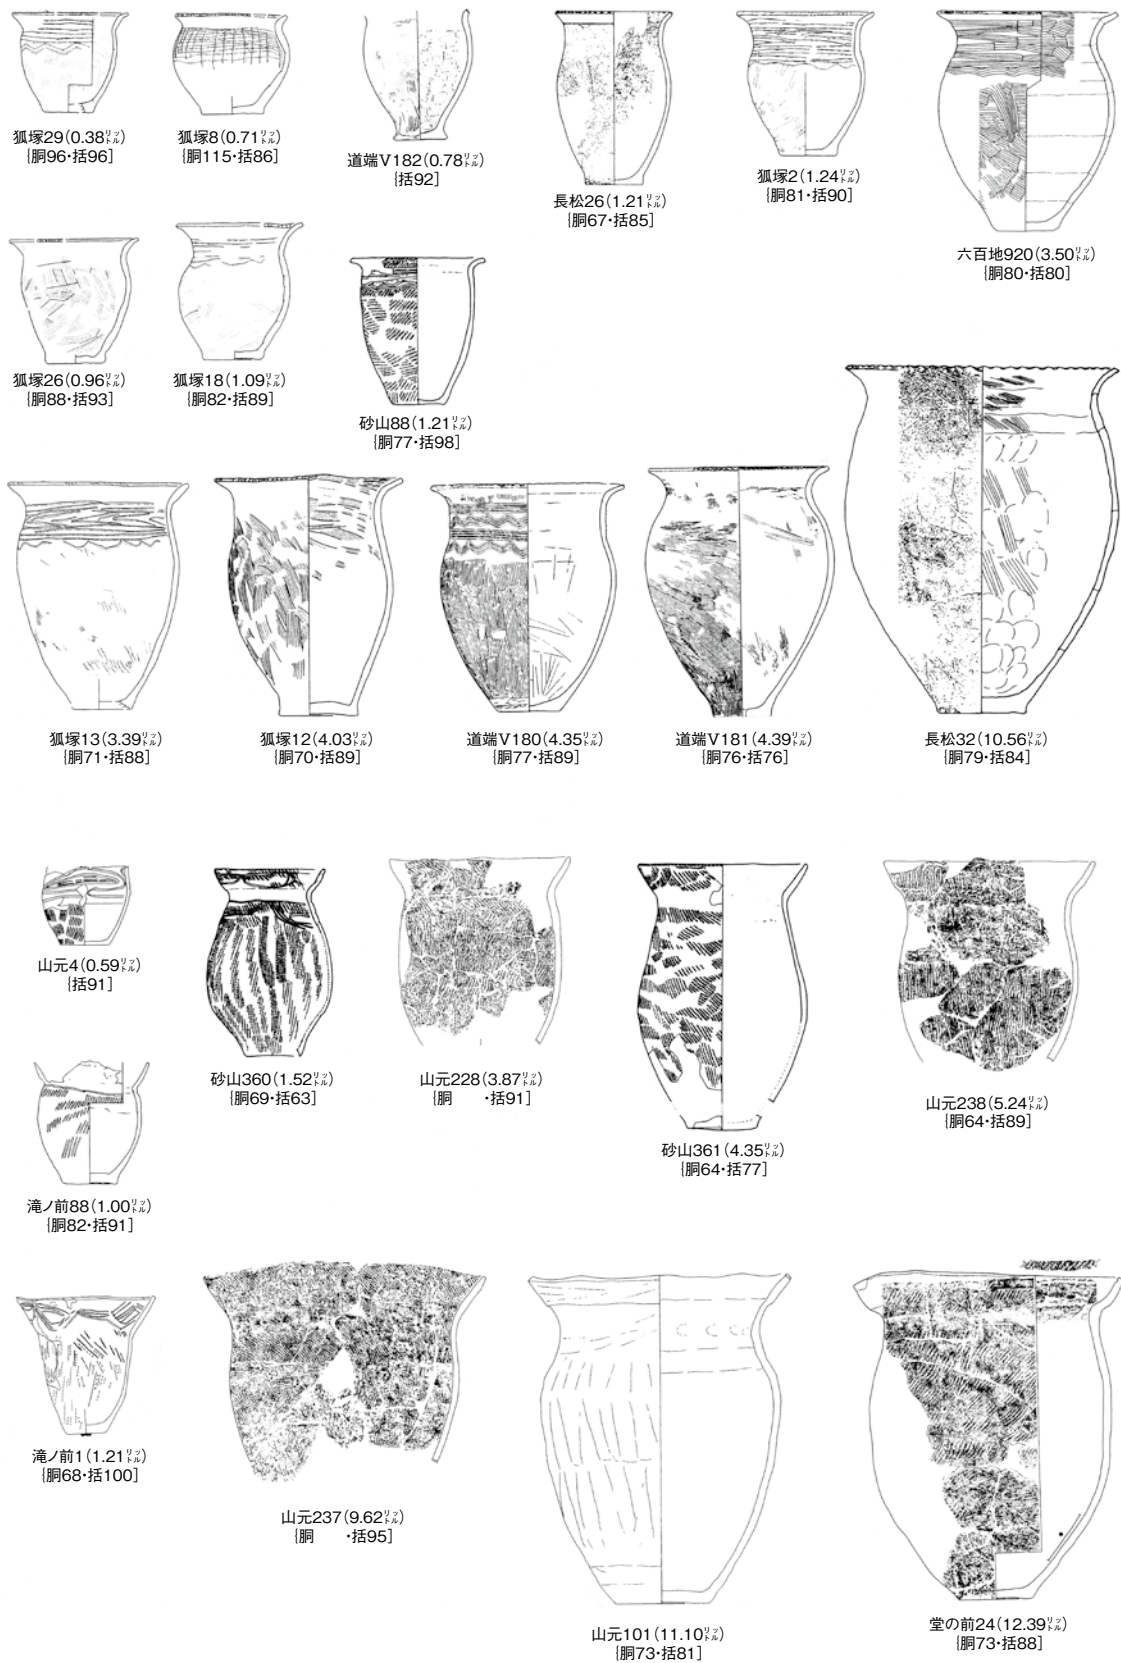 狐塚29(0.38リットル)
[胴96・括96]
狐塚8(0.71リットル)
[胴115・括86]
道端Ⅴ182(0.78リットル)
[括92]
長松26(1.21リットル)
[胴67・括85]
狐塚2(1.24リットル)
[胴81・括90]
六百地920(3.50リットル)
[胴80・括80]
狐塚26(0.96リットル)
[胴88・括93]
狐塚18(1.09リットル)
[胴82・括89]
砂山88(1.21リットル)
[胴77・括98]
狐塚13(3.39リットル)
[胴71・括88]
狐塚12(4.03リットル)
[胴70・括89]
道端Ⅴ180(4.35リットル)
[胴77・括89]
道端Ⅴ181(4.39リットル)
[胴76・括76]
長松32(10.56リットル)
[胴79・括84]
山元4(0.59リットル)
[括91]
砂山360(1.52リットル)
[胴69・括63]
山元228(3.87リットル)
[胴　・括91]
砂山361(4.35リットル)
[胴64・括77]
山元238(5.24リットル)
[胴64・括89]
滝ノ前88(1.00リットル)
[胴82・括91]
滝ノ前1(1.21リットル)
[胴68・括100]
山元237(9.62リットル)
[胴　・括95]
山元101(11.10リットル)
[胴73・括81]
堂の前24(12.39リットル)
[胴73・括88]